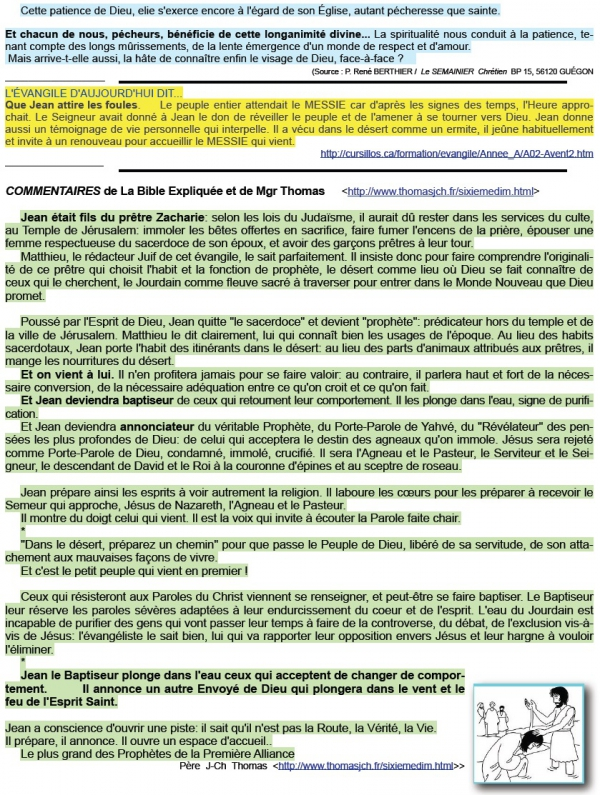 Cette patience de Dieu, elie s'exerce encore à l'égard de son Église, autant pécheresse que sainte.
Et chacun de nous, pécheurs, bénéficie de cette longanimité divine... La spiritualité nous conduit à la patience, te-
nant compte des longs mûrissements, de la lente émergence d'un monde de respect et d'amour.
Mais arrive-t-elle aussi, la hâte de connaître enfin le visage de Dieu, face-à-face ?
(Source : P. René BERTHIER / Le SEMAINIER Chrétien BP 15, 56120 GUÉGON
L'ÉVANGILE D'AUJOURD'HUI DIT...
Que Jean attire les foules. Le peuple entier attendait le MESSIE car d'après les signes des temps, l'Heure appro-
chait. Le Seigneur avait donné à Jean le don de réveiller le peuple et de l'amener à se tourner vers Dieu. Jean donne
aussi un témoignage de vie personnelle qui interpelle. Il a vécu dans le désert comme un ermite, il jeûne habituellement
et invite à un renouveau pour accueillir le MESSIE qui vient.
http://cursillos.ca/formation/evangile/Annee_A/A02-Avent2.htm
COMMENTAIRES de La Bible Expliquée et de Mgr Thomas <http://www.thomasjch.fr/sixiemedim.html>
Jean était fils du prêtre Zacharie: selon les lois du Judaïsme, il aurait dû rester dans les services du culte,
au Temple de Jérusalem: immoler les bêtes offertes en sacrifice, faire fumer l'encens de la prière, épouser une
femme respectueuse du sacerdoce de son époux, et avoir des garçons prêtres à leur tour.
Matthieu, le rédacteur Juif de cet évangile, le sait parfaitement. Il insiste donc pour faire comprendre l'originali-
té de ce prêtre qui choisit l'habit et la fonction de prophète, le désert comme lieu où Dieu se fait connaître de
ceux qui le cherchent, le Jourdain comme fleuve sacré à traverser pour entrer dans le Monde Nouveau que Dieu
promet.
Poussé par l'Esprit de Dieu, Jean quitte "le sacerdoce" et devient "prophète": prédicateur hors du temple et de
la ville de Jérusalem. Matthieu le dit clairement, lui qui connait bien les usages de l'époque. Au lieu des habits
sacerdotaux, Jean porte l'habit des itinérants dans le désert: au lieu des parts d'animaux attribués aux prêtres, il
mange les nourritures du désert.
Et on vient à lui. Il n'en profitera jamais pour se faire valoir: au contraire, il parlera haut et fort de la néces-
saire conversion, de la nécessaire adéquation entre ce qu'on croit et ce qu'on fait.
Et Jean deviendra baptiseur de ceux qui retournent leur comportement. Il les plonge dans l'eau, signe de purifi-
cation.
Et Jean deviendra annonciateur du véritable Prophète, du Porte-Parole de Yahvé, du "Révélateur" des pen-
sées les plus profondes de Dieu: de celui qui acceptera le destin des agneaux qu'on immole. Jésus sera rejeté
comme Porte-Parole de Dieu, condamné, immolé, crucifié. Il sera l'Agneau et le Pasteur, le Serviteur et le Sei-
gneur, le descendant de David et le Roi à la couronne d'épines et au sceptre de roseau.
Jean prépare ainsi les esprits à voir autrement la religion. Il laboure les cœurs pour les préparer à recevoir le
Semeur qui approche, Jésus de Nazareth, l'Agneau et le Pasteur.
Il montre du doigt celui qui vient. Il est la voix qui invite à écouter la Parole faite chair.
*
"Dans le désert, préparez un chemin" pour que passe le Peuple de Dieu, libéré de sa servitude, de son atta-
chement aux mauvaises façons de vivre.
Et c'est le petit peuple qui vient en premier !
Ceux qui résisteront aux Paroles du Christ viennent se renseigner, et peut-être se faire baptiser. Le Baptiseur
leur réserve les paroles sévères adaptées à leur endurcissement du coeur et de l'esprit. L'eau du Jourdain est
incapable de purifier des gens qui vont passer leur temps à faire de la controverse, du débat, de l'exclusion vis-à-
vis de Jésus: l'évangéliste le sait bien, lui qui va rapporter leur opposition envers Jésus et leur hargne à vouloir
l'éliminer.
*
Jean le Baptiseur plonge dans l'eau ceux qui acceptent de changer de compor-
tement. Il annonce un autre Envoyé de Dieu qui plongera dans le vent et le
feu de l'Esprit Saint.
Jean a conscience d'ouvrir une piste: il sait qu'il n'est pas la Route, la Vérité, la Vie.
Il prépare, il annonce. Il ouvre un espace d'accueil..
Le plus grand des Prophètes de la Première Alliance
Père J-Ch Thomas <http://www.thomasjch.fr/sixiemedim.html>>